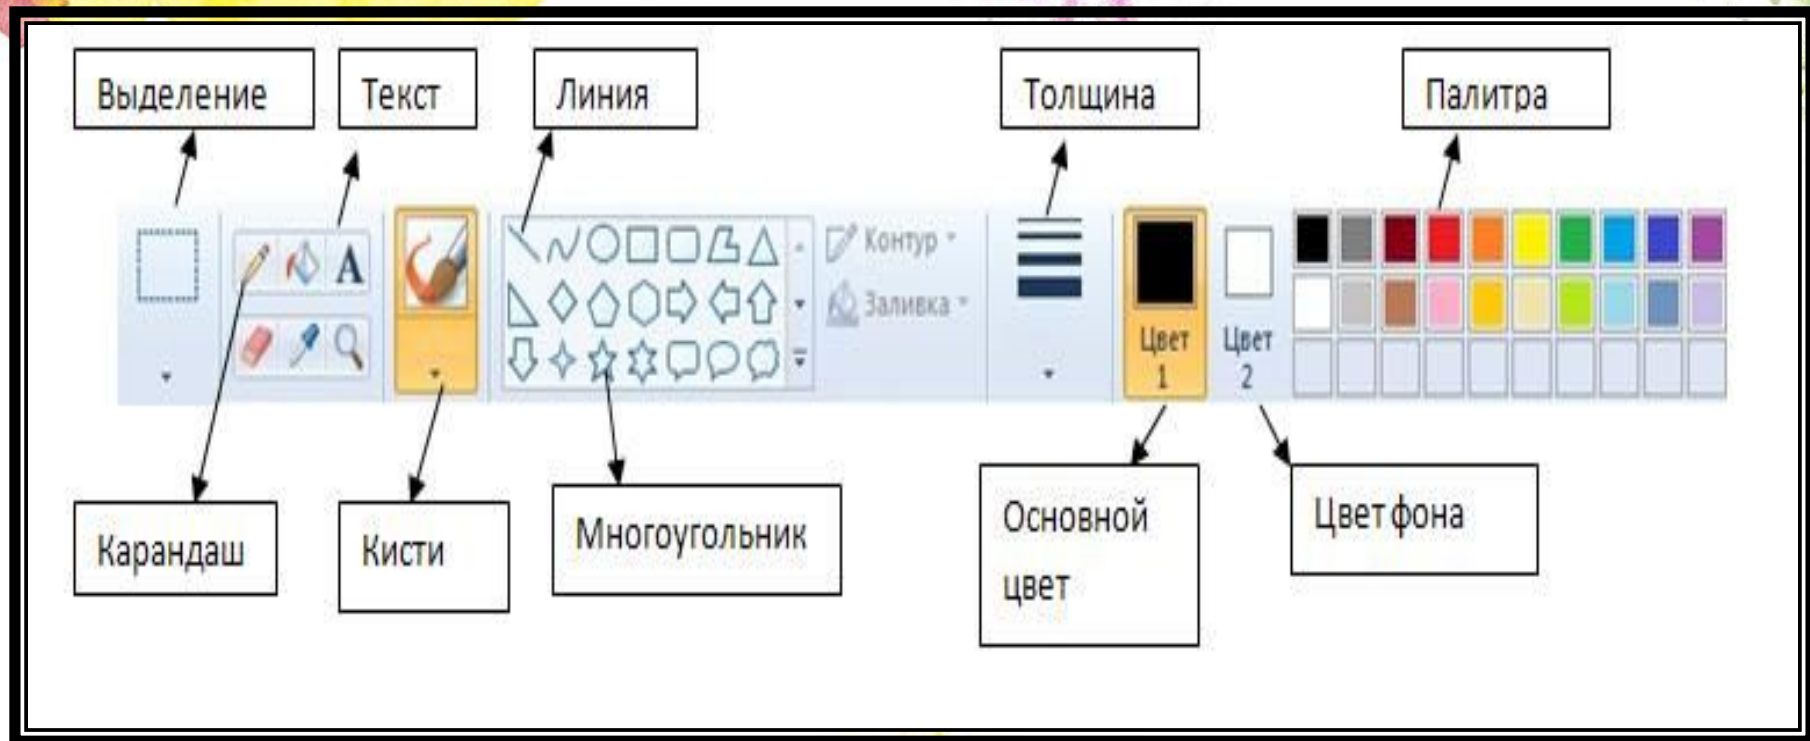 Выделение
Текст
Линия
Толщина
Палитра
A
Контур
Заливка
Цвет
1
Цвет
2
Карандаш
Кисти
Многоугольник
Основной
цвет
Цвет фона